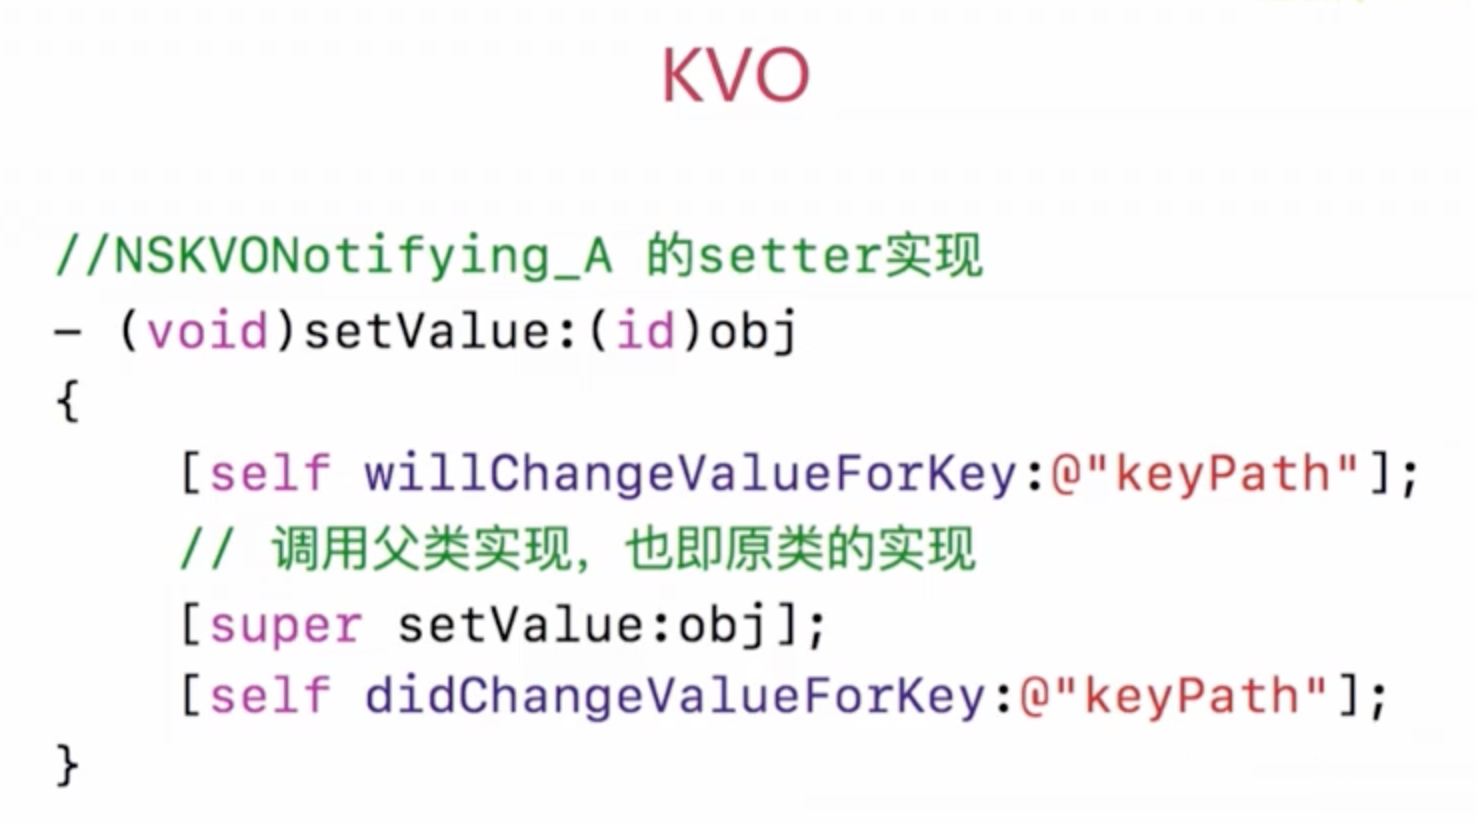 KVO
//NSKVONotifying_A 的setter实现
- (void)setValue:(id)obj
{
[self willChangeValueForKey:@"keyPath"];
// 调用父类实现，也即原类的实现
[super setValue:obj];
[self didChangeValueForKey:@"keyPath"];
}